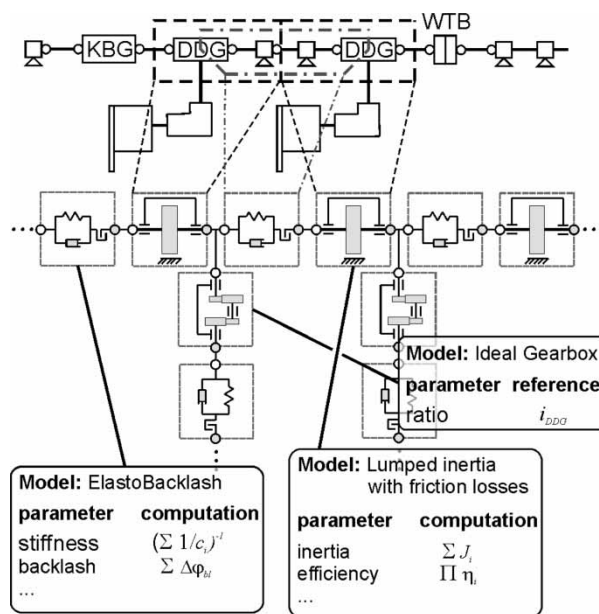 WTB
KBG DDG DDG
Model: Ideal Gearbox
parameter reference
ratio i_DDG
Model: ElastoBacklash
parameter computation
stiffness (Σ 1/c_i)^-1
backlash Σ Δφ_bl
...
Model: Lumped inertia
with friction losses
parameter computation
inertia Σ J_i
efficiency Π η_i
...